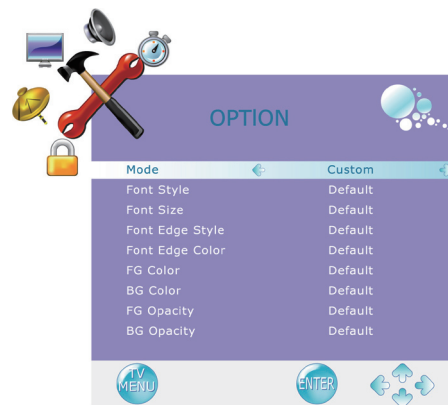 OPTION
Mode Custom
Font Style Default
Font Size Default
Font Edge Style Default
Font Edge Color Default
FG Color Default
BG Color Default
FG Opacity Default
BG Opacity Default
TV
MENU
ENTER